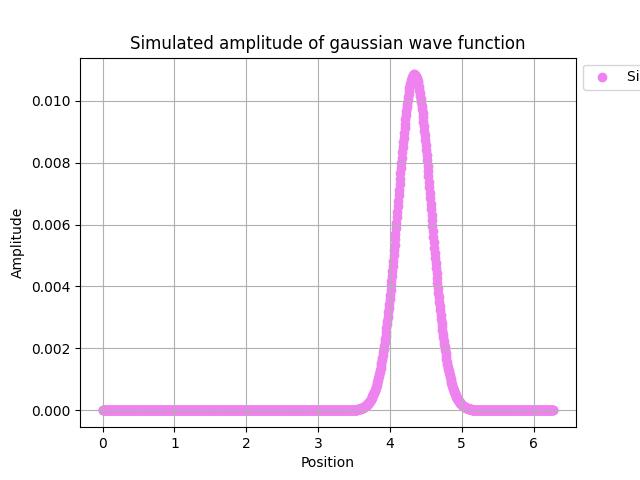 Simulated amplitude of gaussian wave function
Si
0.010
0.008
0.006
0.004
0.002
0.000
Amplitude
0 1 2 3 4 5 6
Position